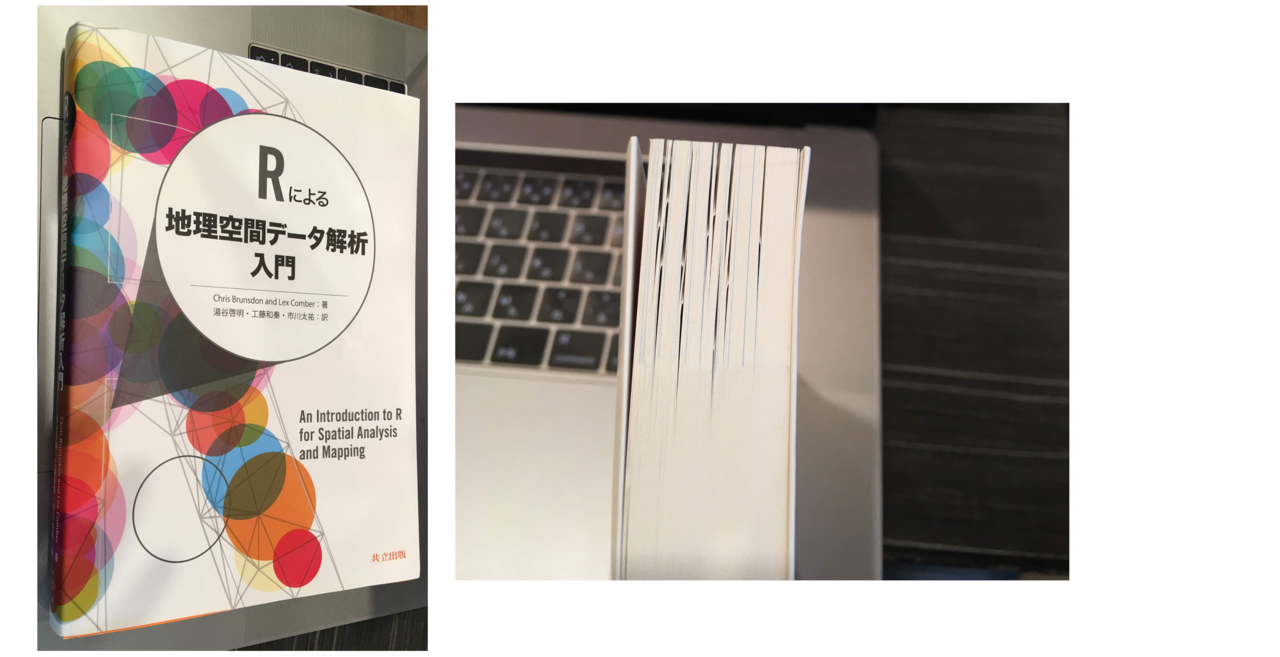 Rによる
地理空間データ解析
入門
Chris Brunsdon and Lex Comber：著
湯谷啓明・工藤和奏・市川太祐：訳
An Introduction to R
for Spatial Analysis
and Mapping
共立出版